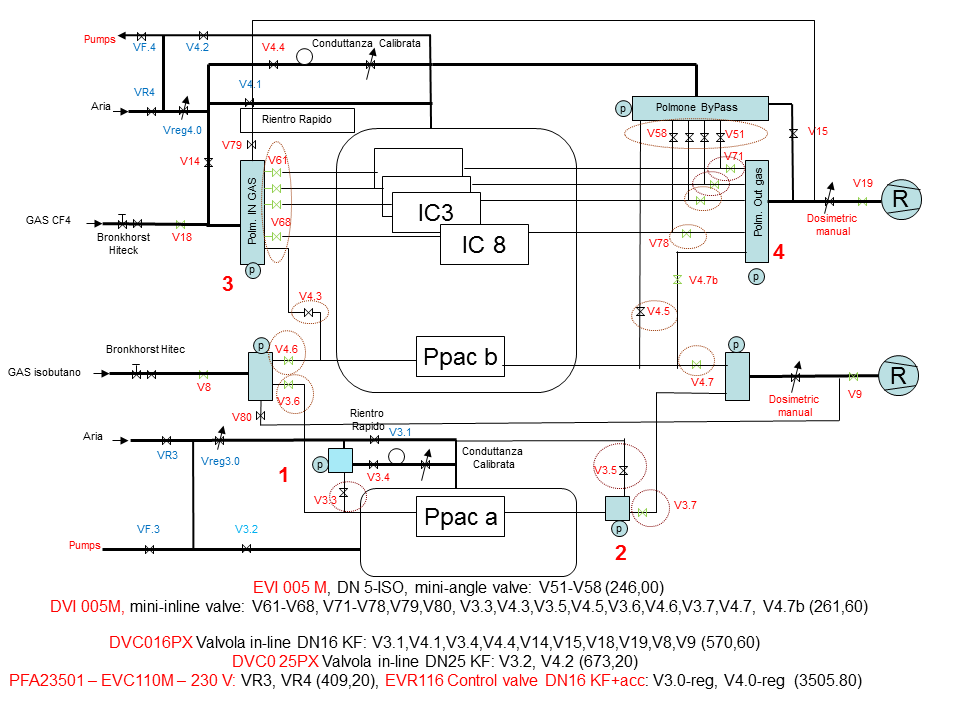 Pumps
VF.4
V4.2
V4.4
Conduttanza Calibrata
V4.1
VR4
Aria
Vreg4.0
Rientro Rapido
Polmone ByPass
p
V58
V51
V15
V79
V14
V61
V71
Polm. IN GAS
Polm. Out gas
V19
R
Dosimetric
manual
GAS CF4
Bronkhorst
Hiteck
V18
V68
IC3
IC 8
V78
4
p
3
p
V4.7b
V4.3
V4.5
Bronkhorst Hitec
p
V4.6
Ppac b
p
GAS isobutano
V8
V3.6
V4.7
R
V9
Dosimetric
manual
V80
Rientro
Rapido
Aria
V3.1
VR3
Vreg3.0
Conduttanza
Calibrata
1
p
V3,4
V3.5
V3.3
V3.7
Ppac a
VF.3
V3.2
p
Pumps
2
EVI 005 M, DN 5-ISO, mini-angle valve: V51-V58 (246,00)
DVI 005M, mini-inline valve: V61-V68, V71-V78,V79,V80, V3.3,V4.3,V3.5,V4.5,V3.6,V4.6,V3.7,V4.7, V4.7b (261,60)
DVC016PX Valvola in-line DN16 KF: V3.1,V4.1,V3.4,V4.4,V14,V15,V18,V19,V8,V9 (570,60)
DVC0 25PX Valvola in-line DN25 KF: V3.2, V4.2 (673,20)
PFA23501 – EVC110M – 230 V: VR3, VR4 (409,20), EVR116 Control valve DN16 KF+acc: V3.0-reg, V4.0-reg (3505.80)